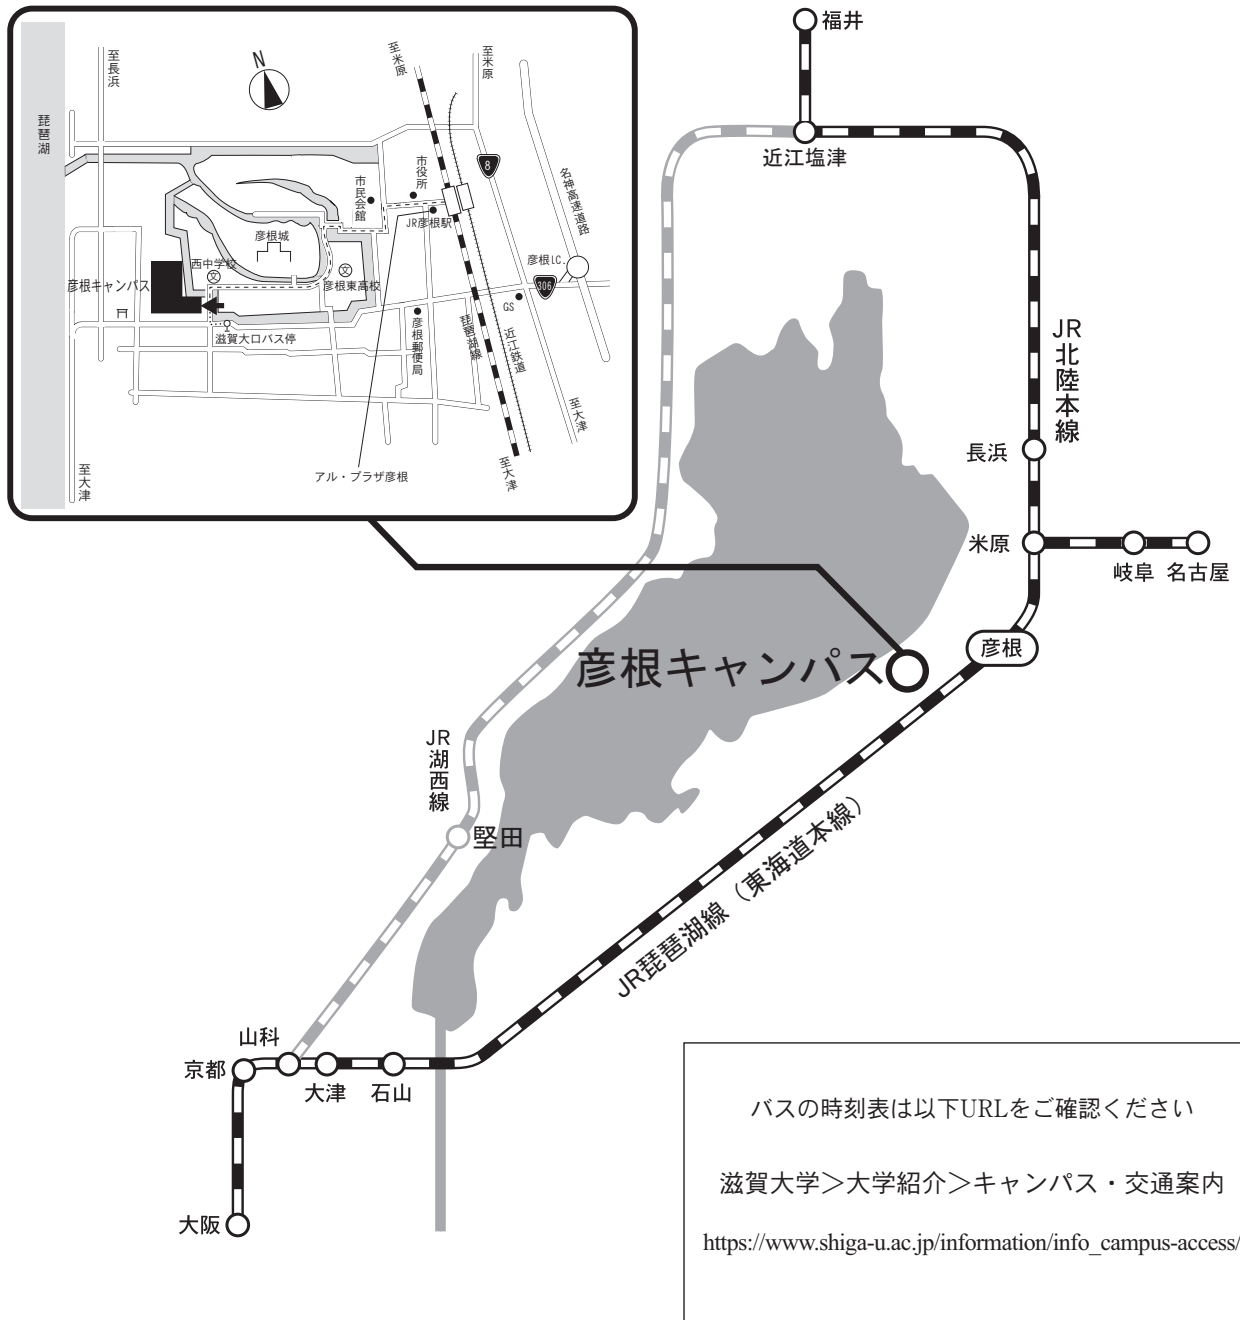 福井
近江塩津
JR北陸本線
長浜
米原
岐阜
名古屋
彦根
彦根キャンパス
JR湖西線
堅田
JR琵琶湖線（東海道本線）
山科
京都
大津
石山
大阪
琵琶湖
至長浜
N
至米原
至米原
8
名神高速道路
市役所
市民会館
JR彦根駅
彦根城
彦根I.C.
306
西中学校
文
文
彦根東高校
彦根キャンパス
GS
滋賀大口バス停
彦根郵便局
琵琶湖線
近江鉄道
至大津
至大津
至大津
アル・プラザ彦根
バスの時刻表は以下URLをご確認ください
滋賀大学＞大学紹介＞キャンパス・交通案内
https://www.shiga-u.ac.jp/information/info_campus-access/